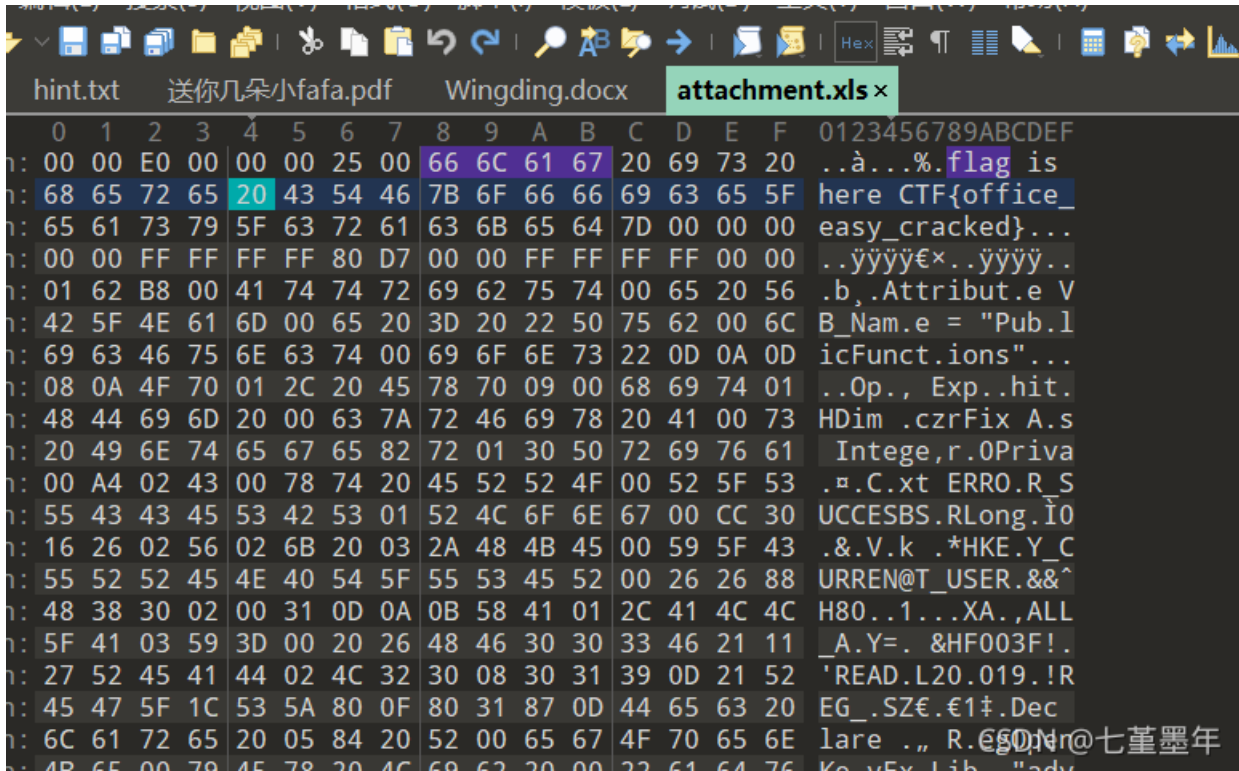 Hex
hint.txt 送你几朵小fafa.pdf Wingding.docx attachment.xls ×
0 1 2 3 4 5 6 7 8 9 A B C D E F 0123456789ABCDEF
00 00 E0 00 00 00 25 00 66 6C 61 67 20 69 73 20 ..à...%.flag is
68 65 72 65 20 43 54 46 7B 6F 66 66 69 63 65 5F here CTF{office_
65 61 73 79 5F 63 72 61 63 6B 65 64 7D 00 00 00 easy_cracked}...
00 00 FF FF FF FF 80 D7 00 00 FF FF FF FF 00 00 ..ÿÿÿÿ€×..ÿÿÿÿ..
01 62 B8 00 41 74 74 72 69 62 75 74 00 65 20 56 .b¸.Attribut.e V
42 5F 4E 61 6D 00 65 20 3D 20 22 50 75 62 00 6C B_Nam.e = "Pub.l
69 63 46 75 6E 63 74 00 69 6F 6E 73 22 0D 0A 0D icFunct.ions"...
08 0A 4F 70 01 2C 20 45 78 70 09 00 68 69 74 01 ..Op., Exp..hit.
48 44 69 6D 20 00 63 7A 72 46 69 78 20 41 00 73 HDim .czrFix A.s
20 49 6E 74 65 67 65 82 72 01 30 50 72 69 76 61 Intege‚r.0Priva
00 A4 02 43 00 78 74 20 45 52 52 4F 00 52 5F 53 .¤.C.xt ERRO.R_S
55 43 43 45 53 42 53 01 52 4C 6F 6E 67 00 CC 30 UCCESBS.RLong.Ì0
16 26 02 56 02 6B 20 03 2A 48 4B 45 00 59 5F 43 .&.V.k .*HKE.Y_C
55 52 52 45 4E 40 54 5F 55 53 45 52 00 26 26 88 URREN@T_USER.&&ˆ
48 38 30 02 00 31 0D 0A 0B 58 41 01 2C 41 4C 4C H80..1...XA.,ALL
5F 41 03 59 3D 00 20 26 48 46 30 30 33 46 21 11 _A.Y=. &HF003F!.
27 52 45 41 44 02 4C 32 30 08 30 31 39 0D 21 52 'READ.L20.019.!R
45 47 5F 1C 53 5A 80 0F 80 31 87 0D 44 65 63 20 EG_.SZ€.€1‡.Dec
6C 61 72 65 20 05 84 20 52 00 65 67 4F 70 65 6E lare .„ R.egOpen
CSDN @七堇墨年